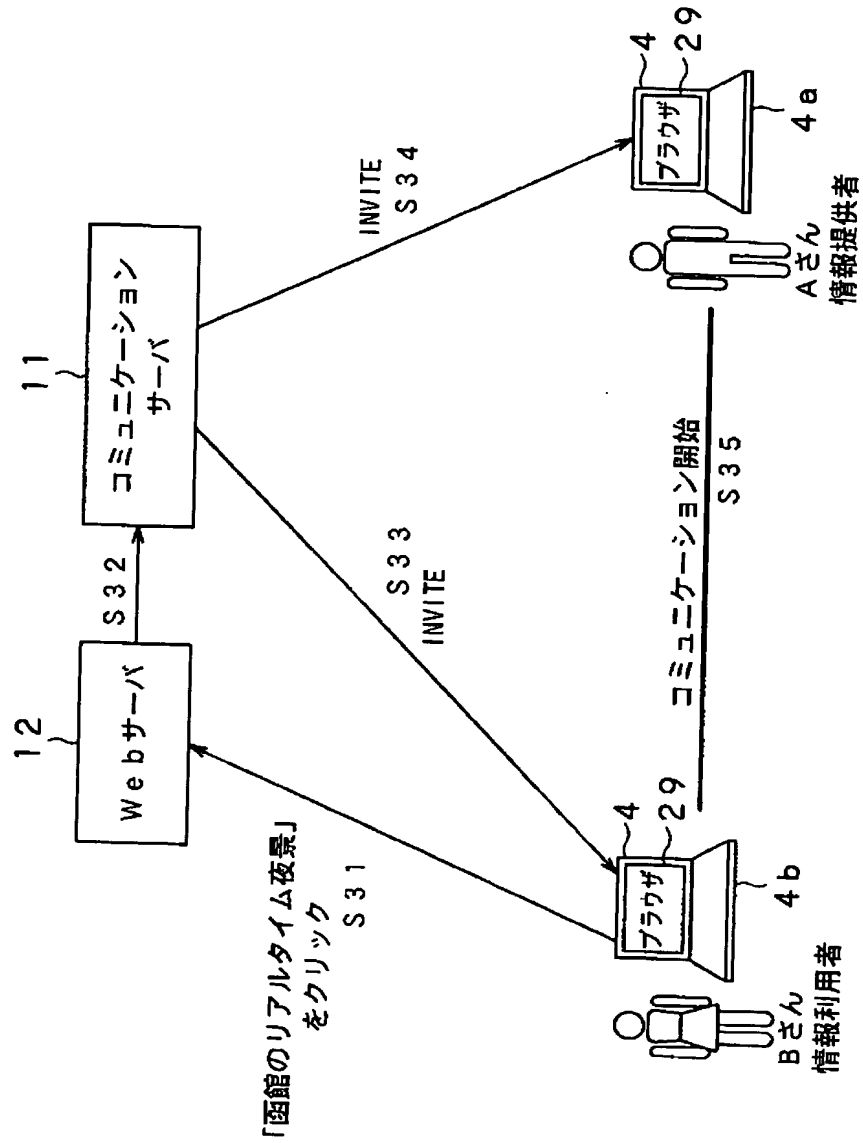 12
Webサーバ
S32
11
コミュニケーション
サーバ
「函館のリアルタイム夜景」
をクリック
S31
S33
INVITE
INVITE
S34
ブラウザ
4
29
4b
Bさん
情報利用者
コミュニケーション開始
S35
ブラウザ
4
29
4a
Aさん
情報提供者